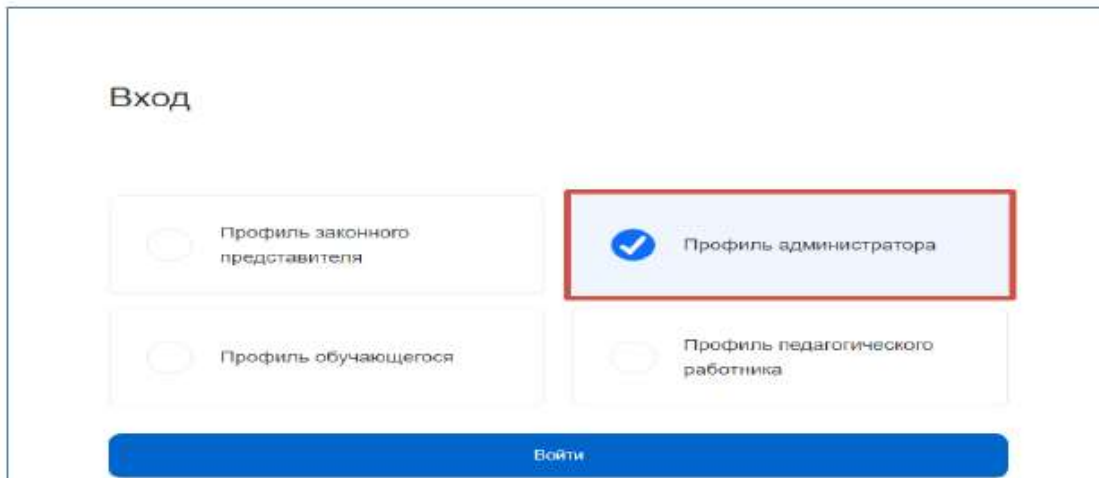 Вход
Профиль законного
представителя
Профиль администратора
Профиль обучающегося
Профиль педагогического
работника
Войти